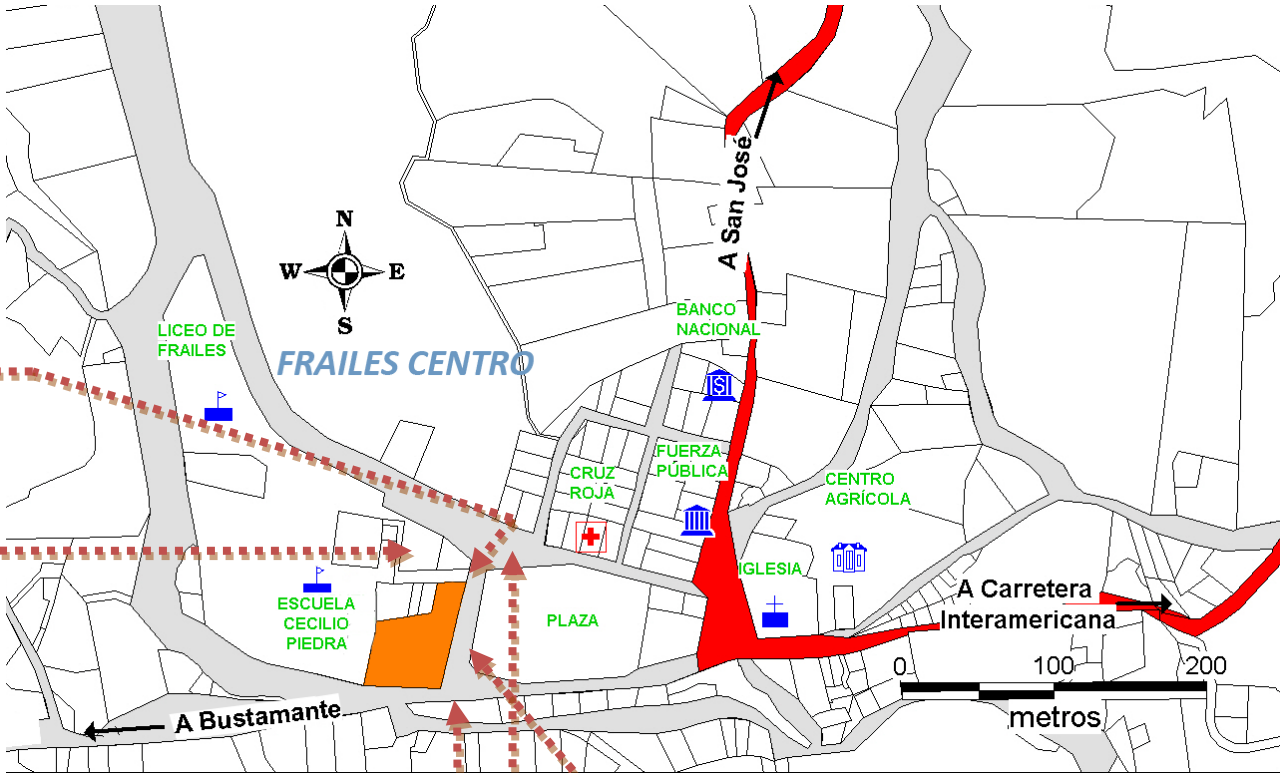 A San José
N
W E
S
BANCO
NACIONAL
LICEO DE
FRAILES
FRAILES CENTRO
FUERZA
PÚBLICA
CRUZ
ROJA
CENTRO
AGRÍCOLA
IGLESIA
A Carretera
Interamericana
ESCUELA
CECILIO
PIEDRA
PLAZA
0 100 200
metros
A Bustamante